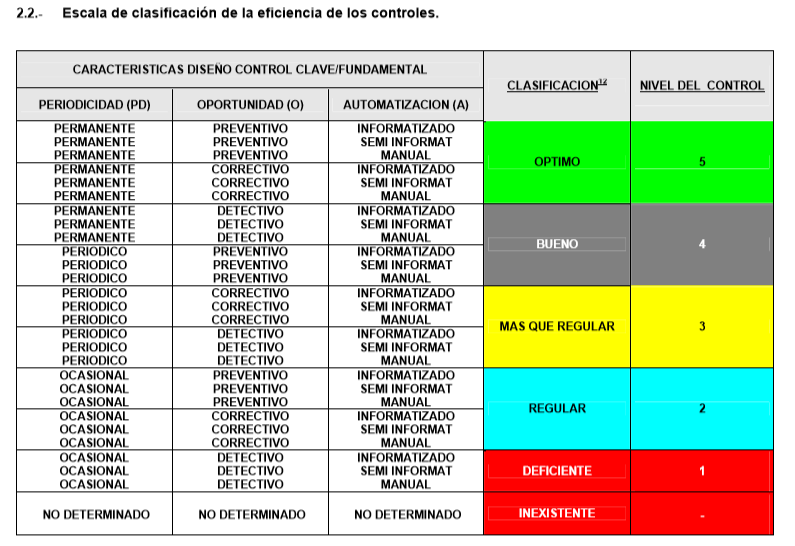 2.2.- Escala de clasificación de la eficiencia de los controles.
CARACTERISTICAS DISEÑO CONTROL CLAVE/FUNDAMENTAL
CLASIFICACION12
NIVEL DEL CONTROL
PERIODICIDAD (PD) OPORTUNIDAD (O) AUTOMATIZACION (A)
PERMANENTE PREVENTIVO INFORMATIZADO
PERMANENTE PREVENTIVO SEMI INFORMAT
PERMANENTE PREVENTIVO MANUAL
PERMANENTE CORRECTIVO INFORMATIZADO
PERMANENTE CORRECTIVO SEMI INFORMAT
PERMANENTE CORRECTIVO MANUAL
OPTIMO 5
PERMANENTE DETECTIVO INFORMATIZADO
PERMANENTE DETECTIVO SEMI INFORMAT
PERMANENTE DETECTIVO MANUAL
PERIODICO PREVENTIVO INFORMATIZADO
PERIODICO PREVENTIVO SEMI INFORMAT
PERIODICO PREVENTIVO MANUAL
BUENO 4
PERIODICO CORRECTIVO INFORMATIZADO
PERIODICO CORRECTIVO SEMI INFORMAT
PERIODICO CORRECTIVO MANUAL
PERIODICO DETECTIVO INFORMATIZADO
PERIODICO DETECTIVO SEMI INFORMAT
PERIODICO DETECTIVO MANUAL
MAS QUE REGULAR 3
OCASIONAL PREVENTIVO INFORMATIZADO
OCASIONAL PREVENTIVO SEMI INFORMAT
OCASIONAL PREVENTIVO MANUAL
OCASIONAL CORRECTIVO INFORMATIZADO
OCASIONAL CORRECTIVO SEMI INFORMAT
OCASIONAL CORRECTIVO MANUAL
REGULAR 2
OCASIONAL DETECTIVO INFORMATIZADO
OCASIONAL DETECTIVO SEMI INFORMAT
OCASIONAL DETECTIVO MANUAL
DEFICIENTE 1
NO DETERMINADO NO DETERMINADO NO DETERMINADO INEXISTENTE -